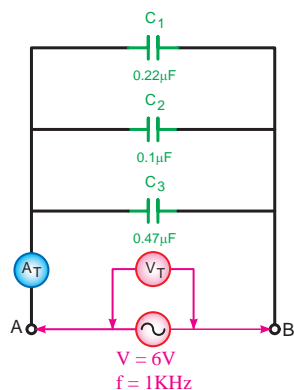 C1
0.22µF
C2
0.1µF
C3
0.47µF
AT
VT
A
B
V = 6V
f = 1KHz